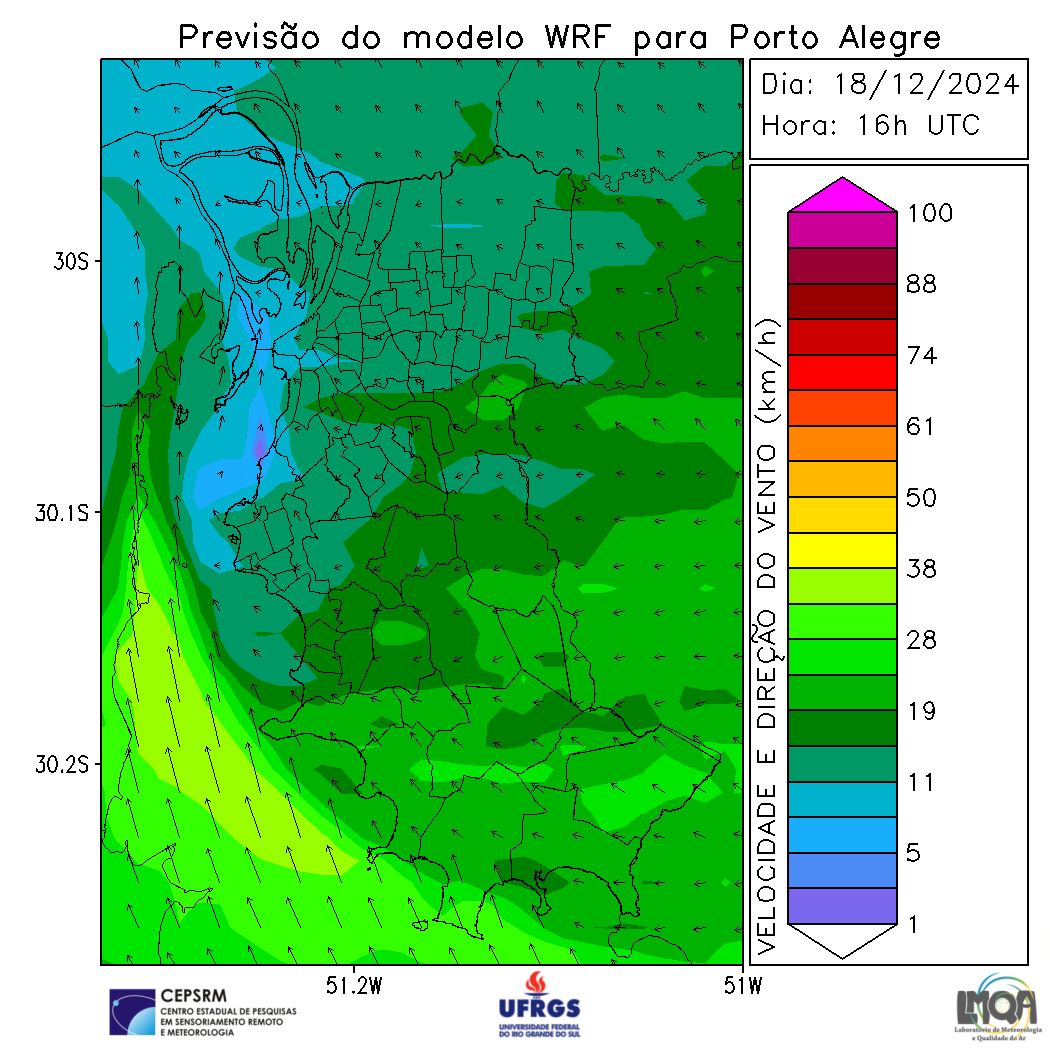 Previsão do modelo WRF para Porto Alegre
Dia: 18/12/2024
Hora: 16h UTC
30S
30.1S
30.2S
51.2W
51W
VELOCIDADE E DIREÇÃO DO VENTO (km/h)
100
88
74
61
50
38
28
19
11
5
1
CEPSRM
CENTRO ESTADUAL DE PESQUISAS
EM SENSORIAMENTO REMOTO
E METEOROLOGIA
UFRGS
UNIVERSIDADE FEDERAL
DO RIO GRANDE DO SUL
LMQA
Laboratório de Meteorologia
e Qualidade do Ar